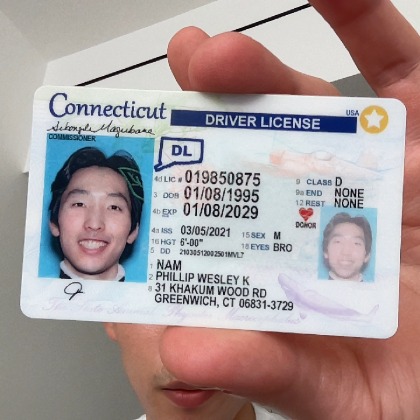 Connecticut
USA
DRIVER LICENSE
COMMISSIONER
DL
4d LIC # 019850875
9 CLASS D
3 DOB 01/08/1995
9a END NONE
4b EXP 01/08/2029
12 REST NONE
DONOR
4a ISS 03/05/2021 15 SEX M
16 HGT 6'-00" 18 EYES BRO
5 DD 21030512002501MVL7
1 NAM
2 PHILLIP WESLEY K
8 31 KHAKUM WOOD RD
GREENWICH, CT 06831-3729